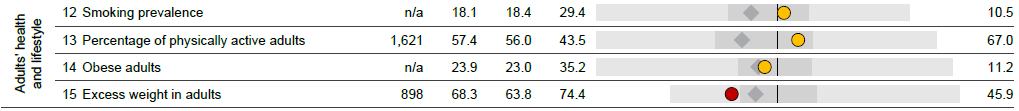 Adults' health
and lifestyle
12 Smoking prevalence n/a 18.1 18.4 29.4 10.5
13 Percentage of physically active adults 1,621 57.4 56.0 43.5 67.0
14 Obese adults n/a 23.9 23.0 35.2 11.2
15 Excess weight in adults 898 68.3 63.8 74.4 45.9